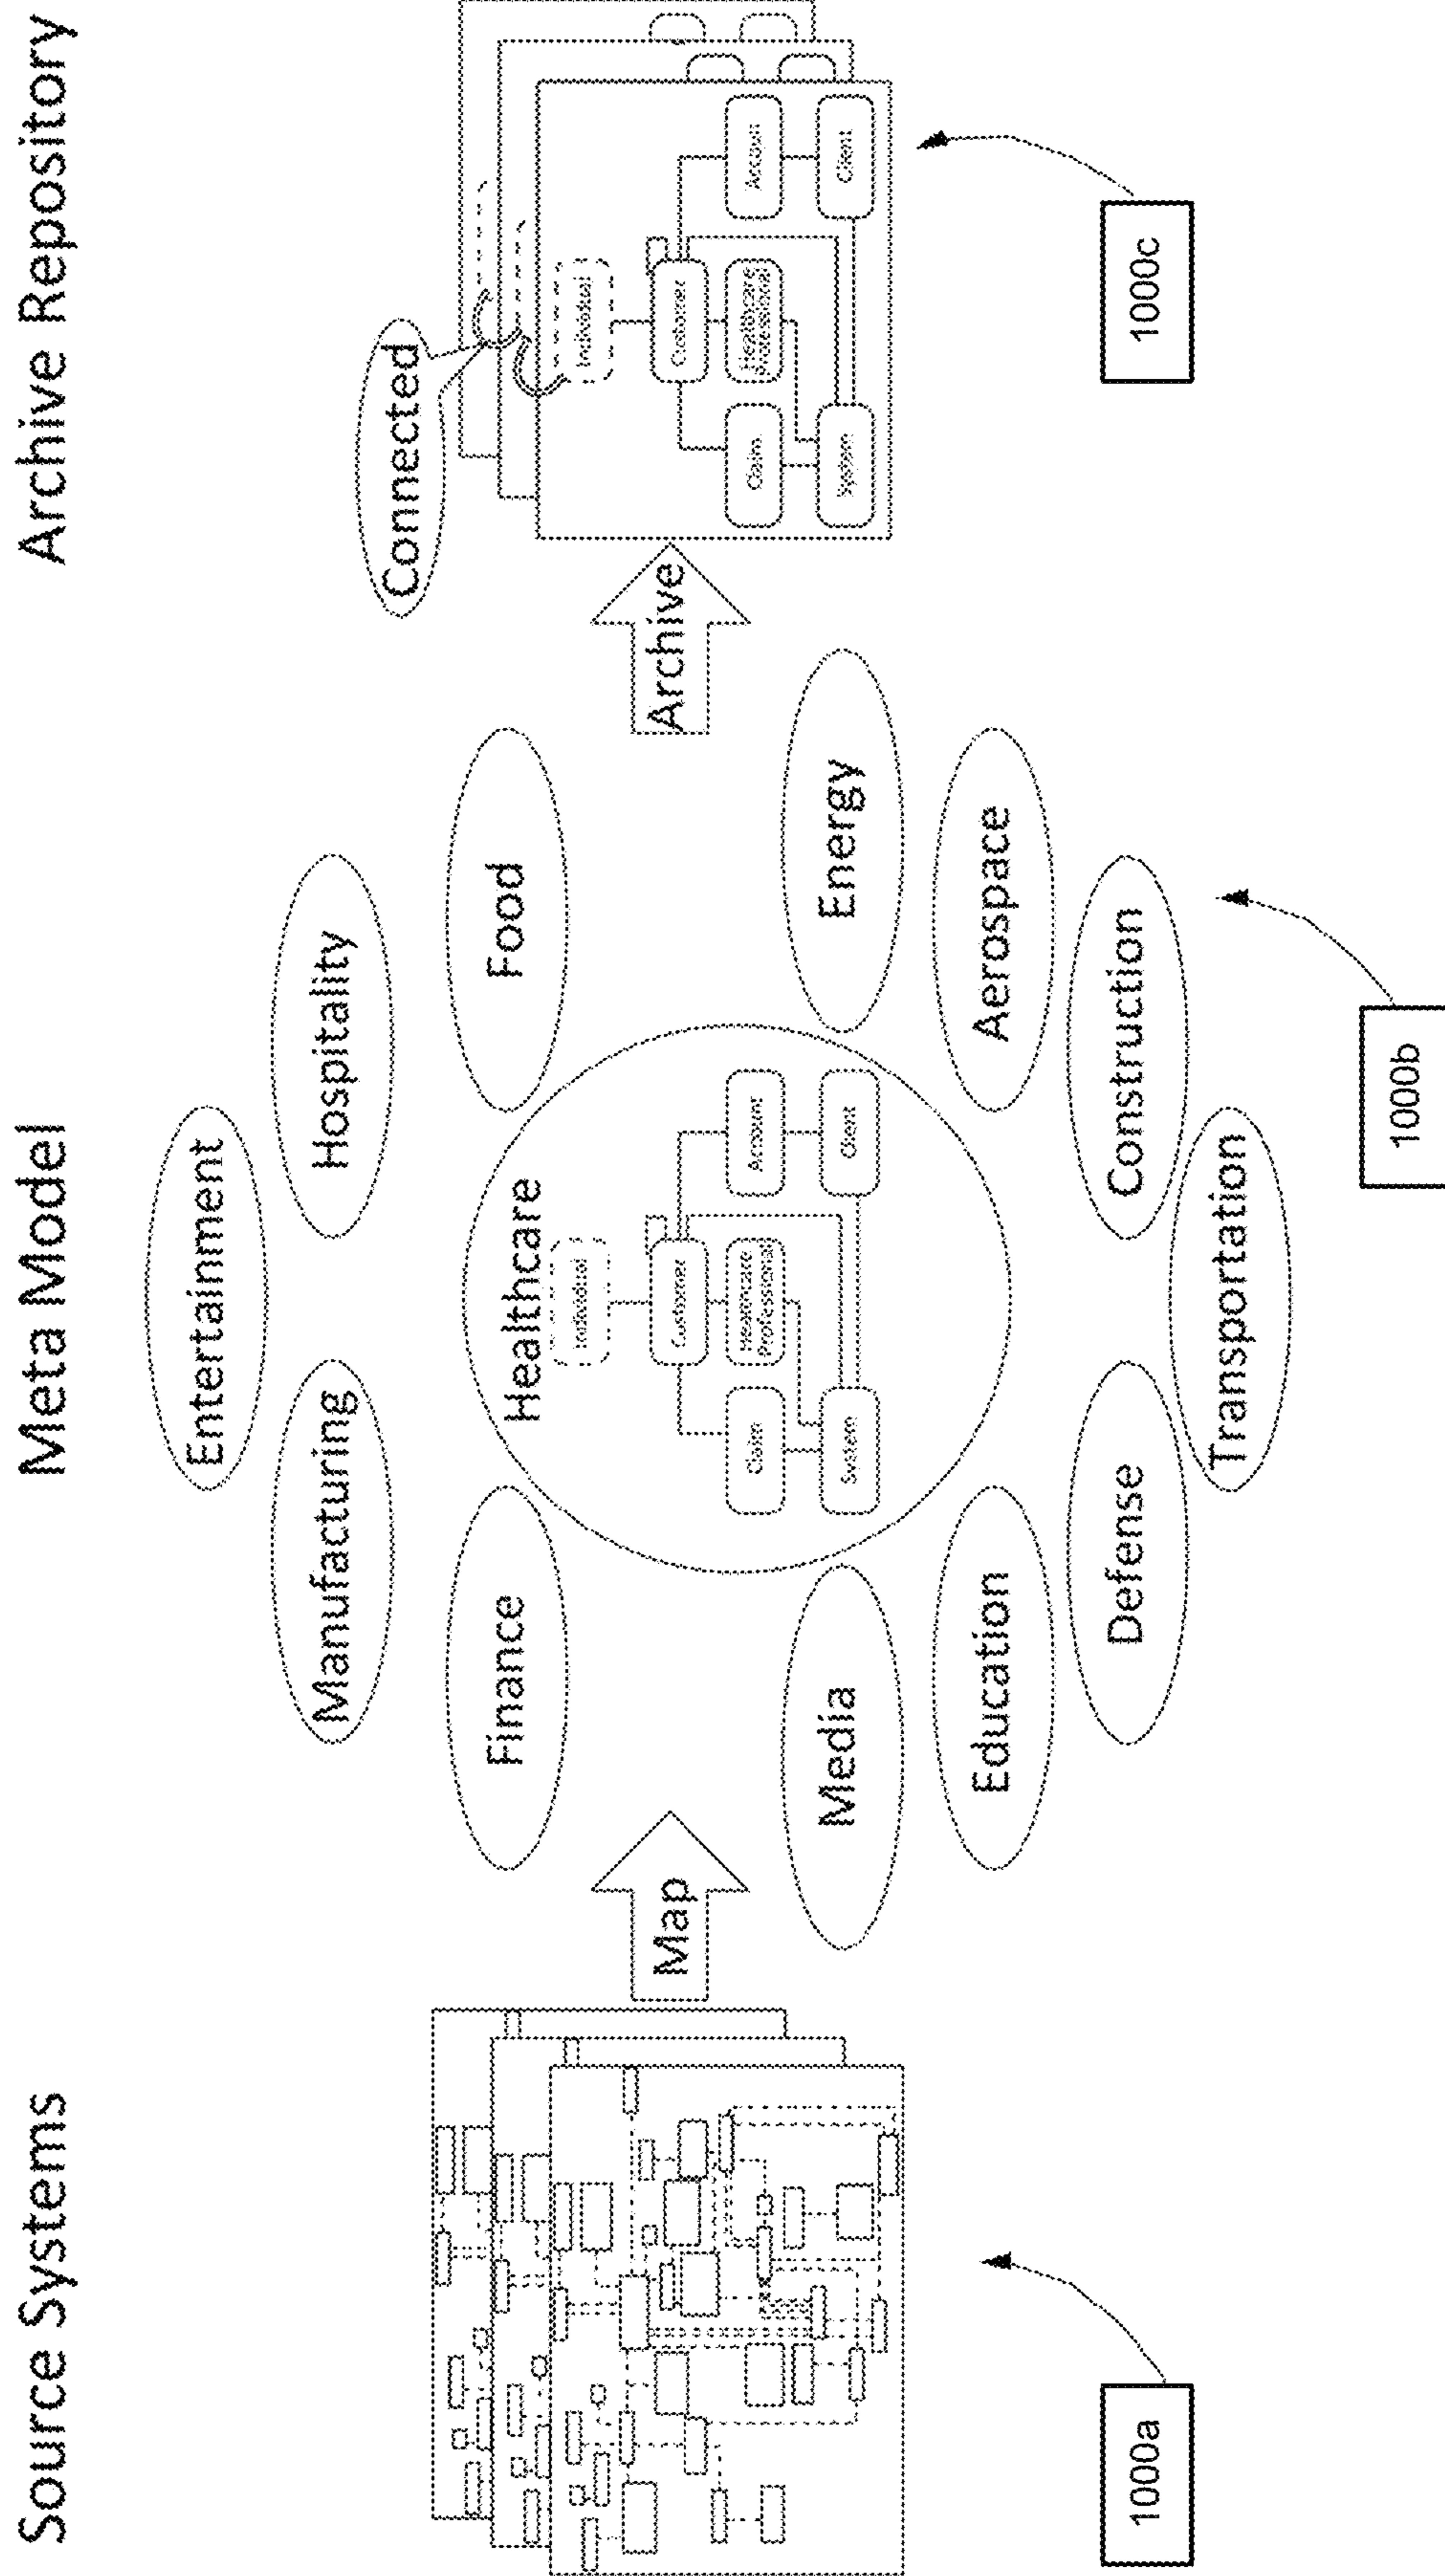 Source Systems
Meta Model
Archive Repository
Entertainment
Manufacturing
Hospitality
Connected
Finance
Food
Healthcare
Individual
Customer
Claim
Healthcare
Professional
Account
System
Client
Map
Archive
Individual
Customer
Claim
Healthcare
Professional
Account
System
Client
Media
Energy
Education
Aerospace
Defense
Construction
Transportation
1000a
1000b
1000c